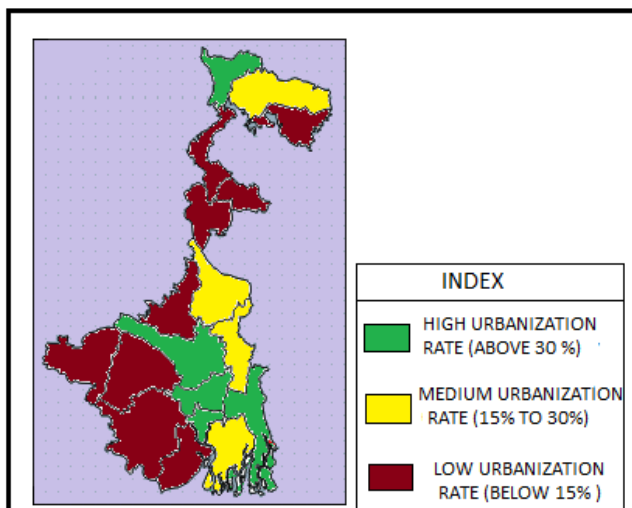 INDEX
HIGH URBANIZATION
RATE (ABOVE 30 %)
MEDIUM URBANIZATION
RATE (15% TO 30%)
LOW URBANIZATION
RATE (BELOW 15% )